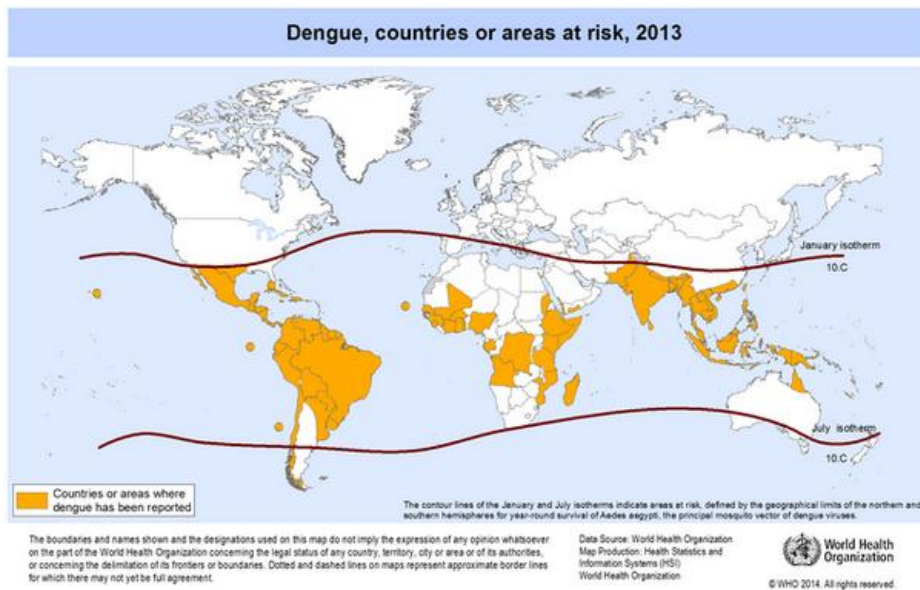 Dengue, countries or areas at risk, 2013
January isotherm
10.C
July isotherm
10.C
Countries or areas where
dengue has been reported
The contour lines of the January and July isotherms indicate areas at risk, defined by the geographical limits of the northern and
southern hemispheres for year-round survival of Aedes aegypti, the principal mosquito vector of dengue viruses.
The boundaries and names shown and the designations used on this map do not imply the expression of any opinion whatsoever
on the part of the World Health Organization concerning the legal status of any country, territory, city or area or of its authorities,
or concerning the delimitation of its frontiers or boundaries. Dotted and dashed lines on maps represent approximate border lines
for which there may not yet be full agreement.
Data Source: World Health Organization
Map Production: Health Statistics and
Information Systems (HSI)
World Health Organization
World Health
Organization
© WHO 2014. All rights reserved.